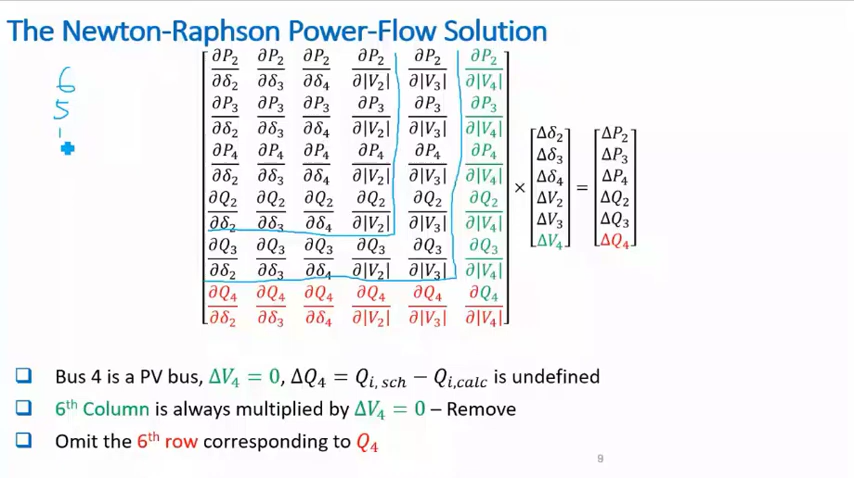 The Newton-Raphson Power-Flow Solution
6
5
∂P₂/∂δ₂ ∂P₂/∂δ₃ ∂P₂/∂δ₄ ∂P₂/∂|V₂| ∂P₂/∂|V₃| ∂P₂/∂|V₄|
∂P₃/∂δ₂ ∂P₃/∂δ₃ ∂P₃/∂δ₄ ∂P₃/∂|V₂| ∂P₃/∂|V₃| ∂P₃/∂|V₄|
∂P₄/∂δ₂ ∂P₄/∂δ₃ ∂P₄/∂δ₄ ∂P₄/∂|V₂| ∂P₄/∂|V₃| ∂P₄/∂|V₄|
∂Q₂/∂δ₂ ∂Q₂/∂δ₃ ∂Q₂/∂δ₄ ∂Q₂/∂|V₂| ∂Q₂/∂|V₃| ∂Q₂/∂|V₄|
∂Q₃/∂δ₂ ∂Q₃/∂δ₃ ∂Q₃/∂δ₄ ∂Q₃/∂|V₂| ∂Q₃/∂|V₃| ∂Q₃/∂|V₄|
∂Q₄/∂δ₂ ∂Q₄/∂δ₃ ∂Q₄/∂δ₄ ∂Q₄/∂|V₂| ∂Q₄/∂|V₃| ∂Q₄/∂|V₄|
×
Δδ₂
Δδ₃
Δδ₄
ΔV₂
ΔV₃
ΔV₄
=
ΔP₂
ΔP₃
ΔP₄
ΔQ₂
ΔQ₃
ΔQ₄
Bus 4 is a PV bus, ΔV₄ = 0, ΔQ₄ = Qᵢ,sch − Qᵢ,calc is undefined
6th Column is always multiplied by ΔV₄ = 0 – Remove
Omit the 6th row corresponding to Q₄
9